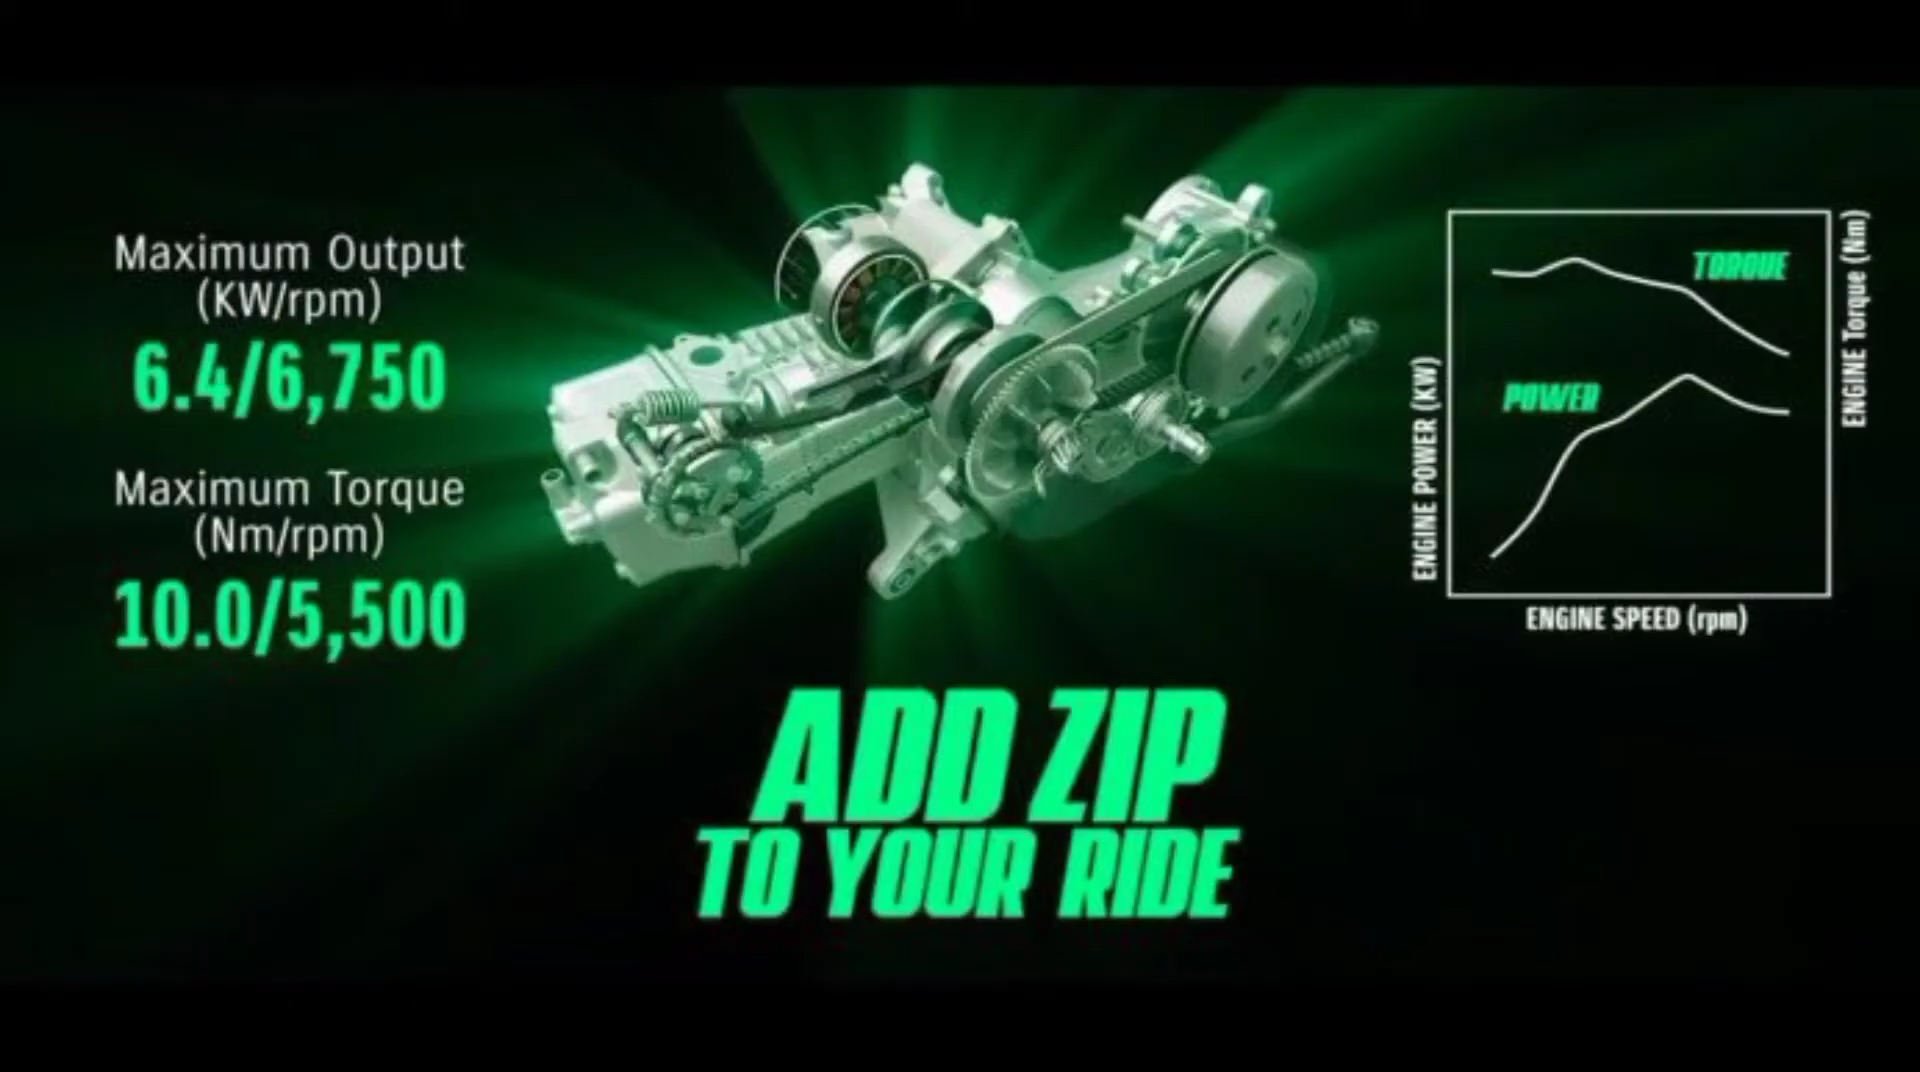 Maximum Output
(KW/rpm)
6.4/6,750
Maximum Torque
(Nm/rpm)
10.0/5,500
TORQUE
POWER
ENGINE POWER (KW)
ENGINE Torque (Nm)
ENGINE SPEED (rpm)
ADD ZIP
TO YOUR RIDE